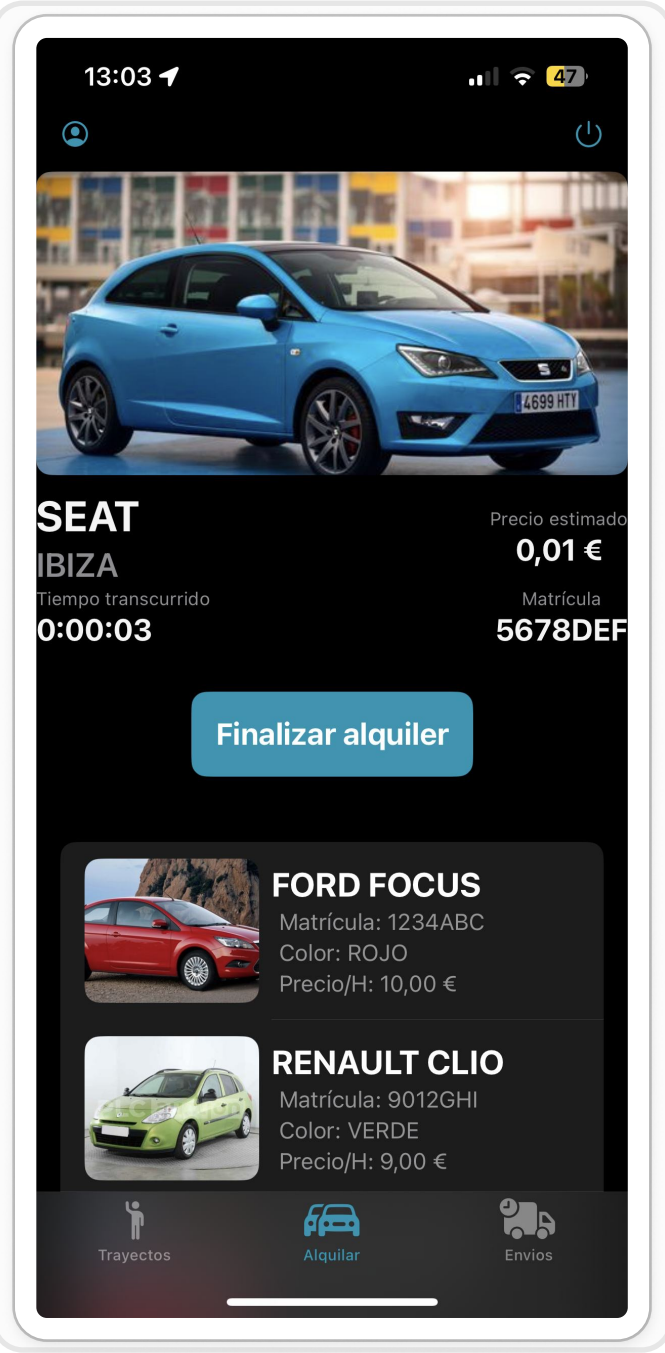 13:03
47
4699 HTY
SEAT
IBIZA
Precio estimado
0,01 €
Tiempo transcurrido
0:00:03
Matrícula
5678DEF
Finalizar alquiler
FORD FOCUS
Matrícula: 1234ABC
Color: ROJO
Precio/H: 10,00 €
RENAULT CLIO
Matrícula: 9012GHI
Color: VERDE
Precio/H: 9,00 €
Trayectos
Alquilar
Envios